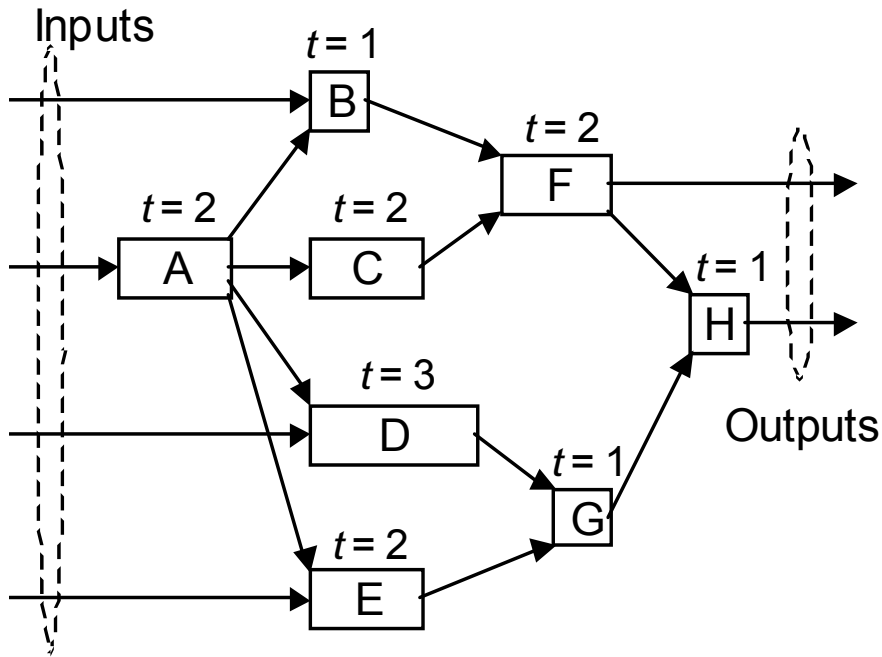 Inputs
t = 1
B
t = 2
F
t = 2
A
t = 2
C
t = 1
H
t = 3
D
Outputs
t = 1
G
t = 2
E